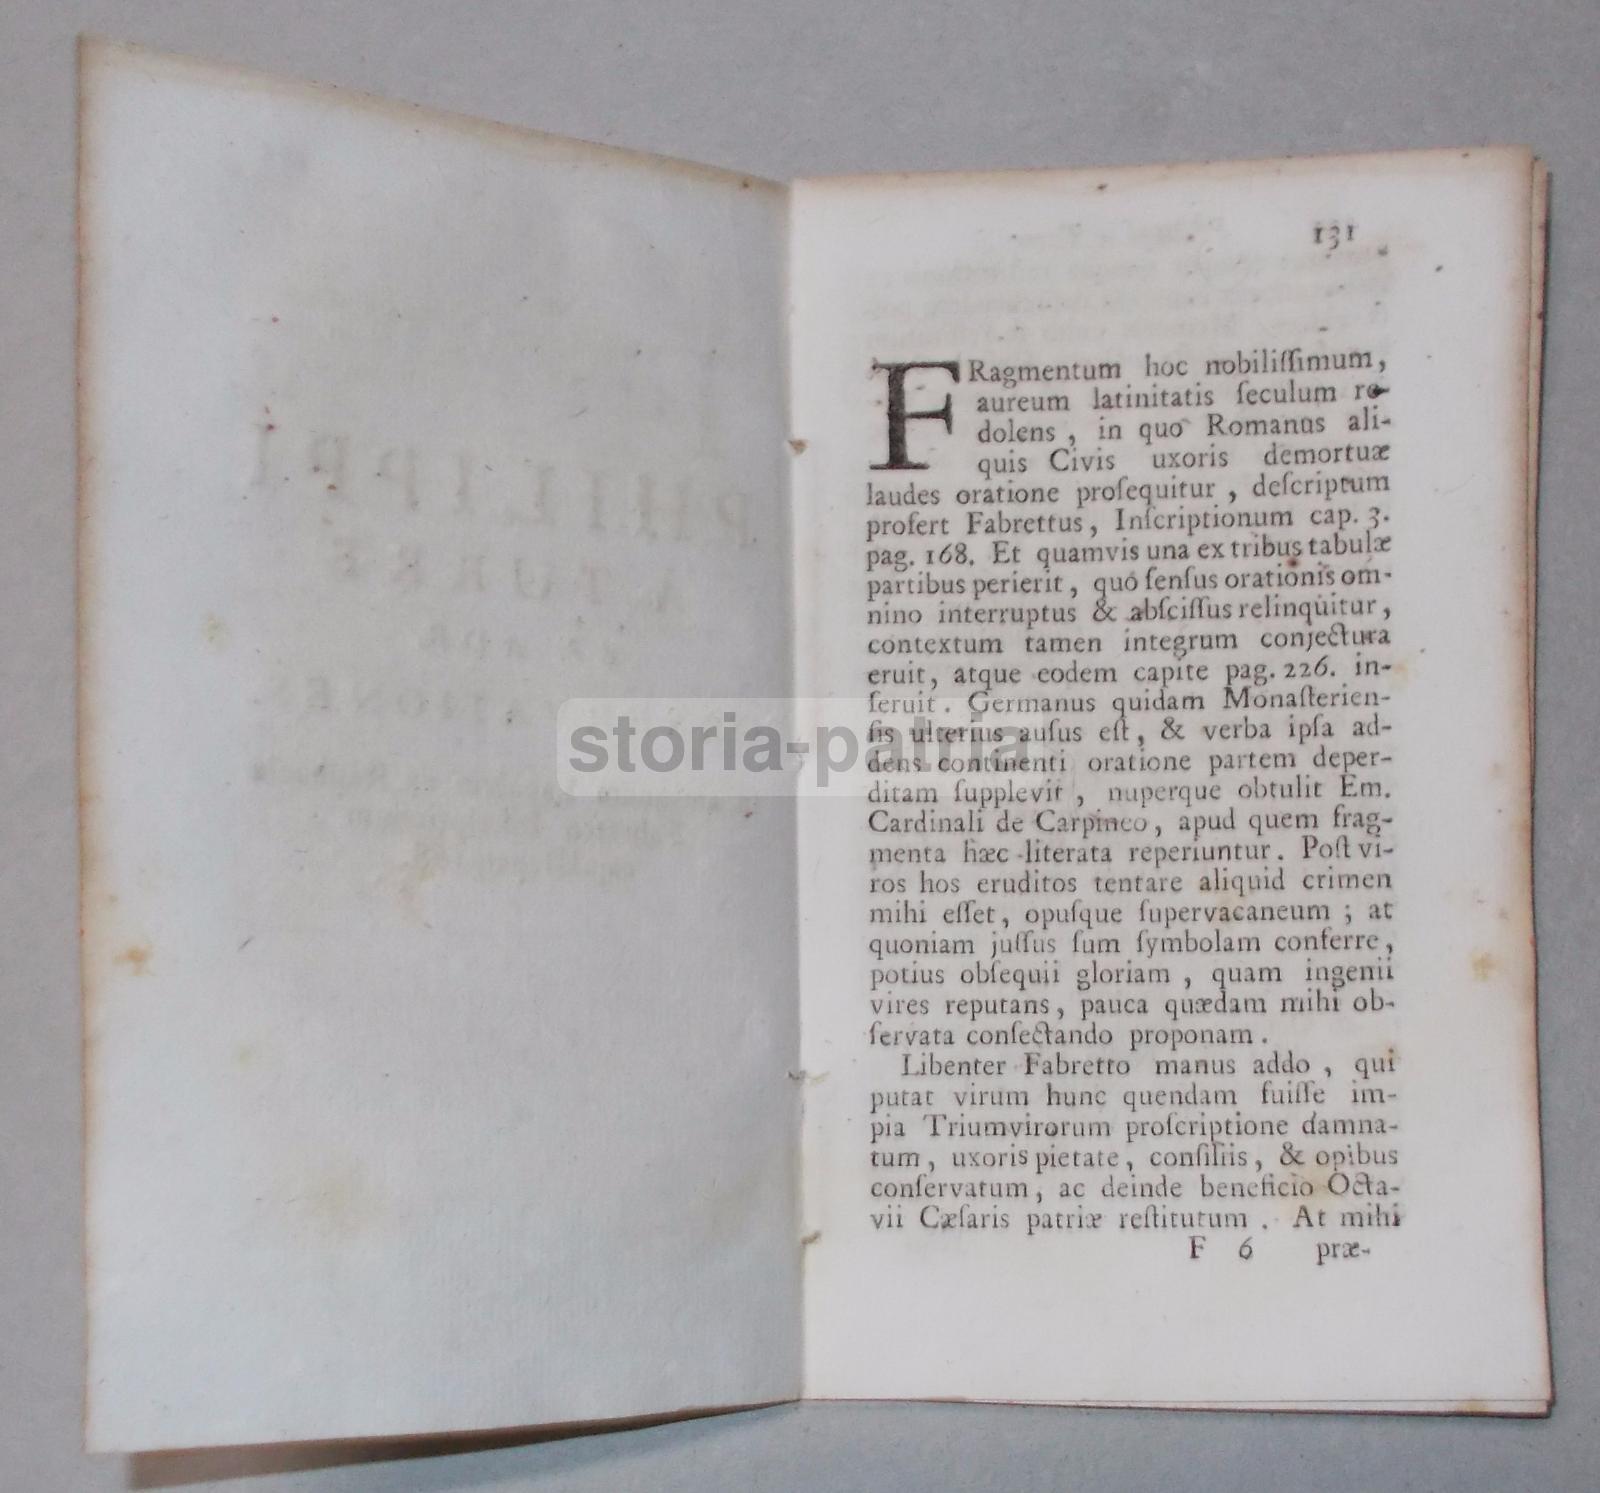 131
FRagmentum hoc nobiliſſimum,
aureum latinitatis ſeculum re-
dolens, in quo Romanus ali-
quis Civis uxoris demortuæ
laudes oratione proſequitur, deſcriptum
profert Fabrettus, Inſcriptionum cap. 3.
pag. 168. Et quamvis una ex tribus tabulæ
partibus perierit, quó ſenſus orationis om-
nino interruptus & abſciſſus relinquitur,
contextum tamen integrum conjectura
eruit, atque eodem capite pag. 226. in-
ſeruit. Germanus quidam Monaſterien-
ſis ulterius auſus eſt, & verba ipſa ad-
dens continenti oratione partem deper-
ditam ſupplevit, nuperque obtulit Em.
Cardinali de Carpineo, apud quem frag-
menta hæc literata reperiuntur. Poſt vi-
ros hos eruditos tentare aliquid crimen
mihi eſſet, opuſque ſupervacaneum; at
quoniam juſſus ſum ſymbolam conferre,
potius obſequii gloriam, quam ingenii
vires reputans, pauca quædam mihi ob-
ſervata conſectando proponam.
Libenter Fabretto manus addo, qui
putat virum hunc quendam fuiſſe im-
pia Triumvirorum proſcriptione damna-
tum, uxoris pietate, conſiliis, & opibus
conſervatum, ac deinde beneficio Octa-
vii Cæſaris patriæ reſtitutum. At mihi
F 6 præ-
storia-patria